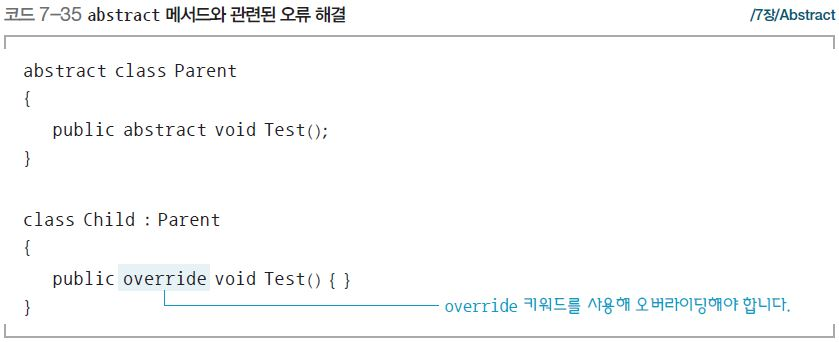 코드 7-35 abstract 메서드와 관련된 오류 해결
/7장/Abstract
abstract class Parent
{
public abstract void Test();
}
class Child : Parent
{
public override void Test() { }
}
override 키워드를 사용해 오버라이딩해야 합니다.